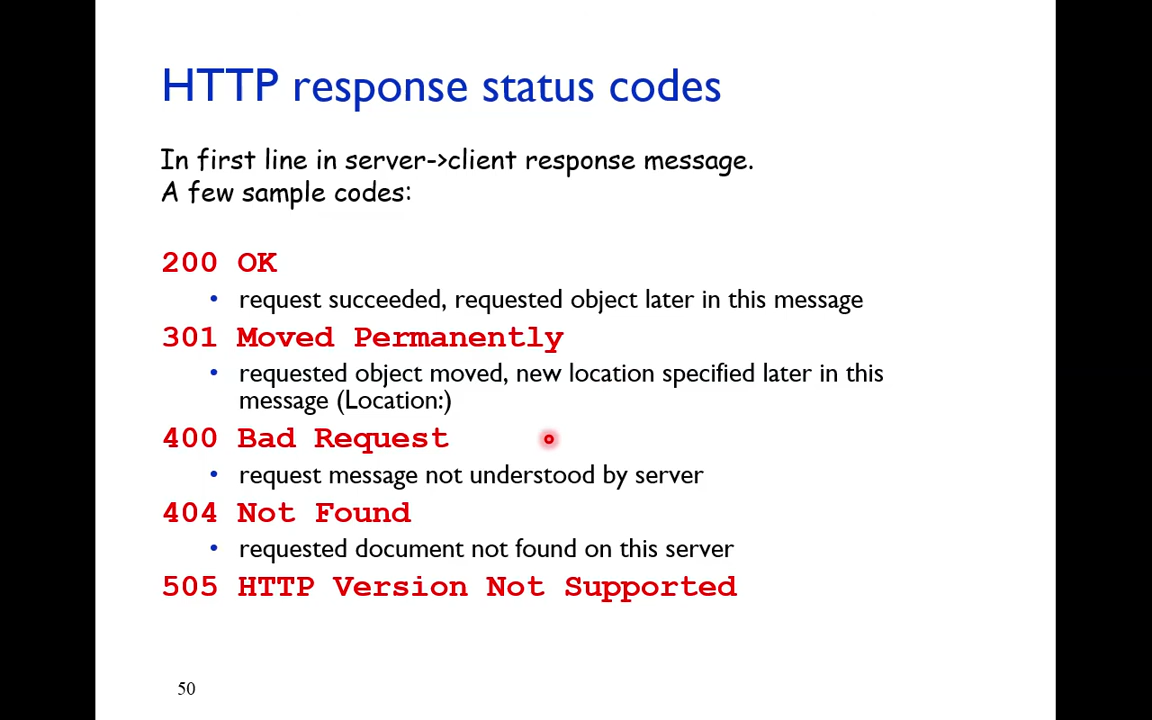 HTTP response status codes
In first line in server->client response message.
A few sample codes:
200 OK
• request succeeded, requested object later in this message
301 Moved Permanently
• requested object moved, new location specified later in this
message (Location:)
400 Bad Request
• request message not understood by server
404 Not Found
• requested document not found on this server
505 HTTP Version Not Supported
50